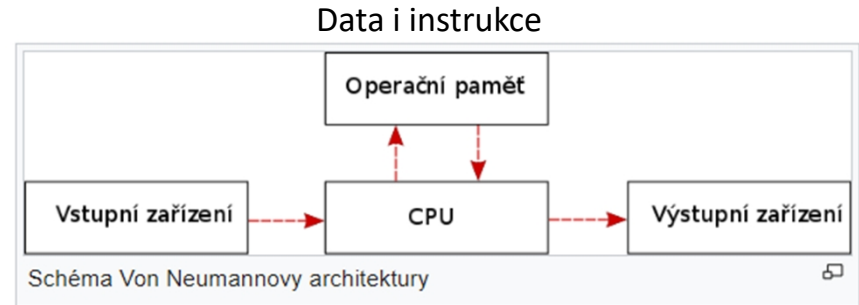 Data i instrukce
Operační paměť
Vstupní zařízení
CPU
Výstupní zařízení
Schéma Von Neumannovy architektury